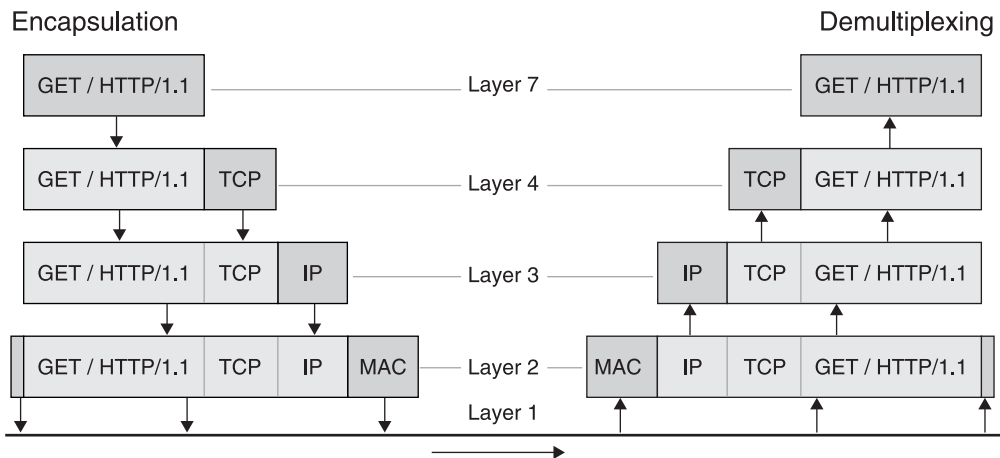 Encapsulation Demultiplexing
GET / HTTP/1.1 Layer 7 GET / HTTP/1.1
GET / HTTP/1.1 TCP Layer 4 TCP GET / HTTP/1.1
GET / HTTP/1.1 TCP IP Layer 3 IP TCP GET / HTTP/1.1
GET / HTTP/1.1 TCP IP MAC Layer 2 MAC IP TCP GET / HTTP/1.1
Layer 1